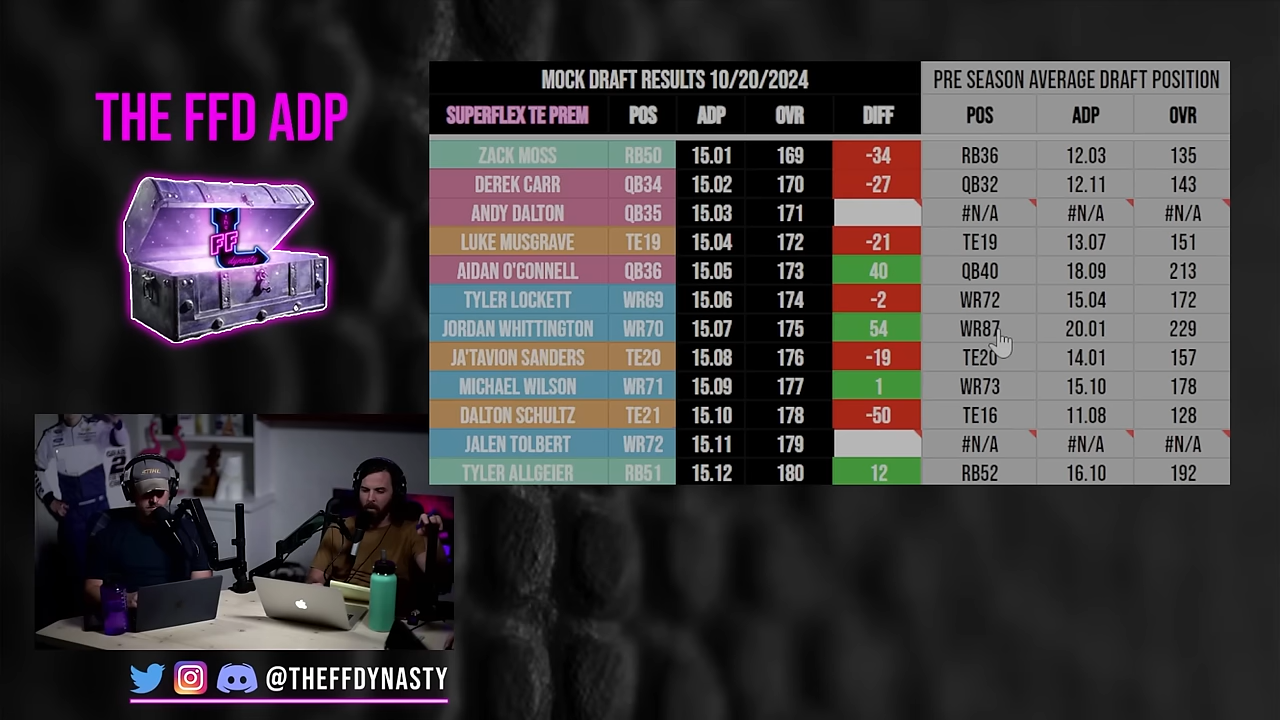 THE FFD ADP
FF
dynasty
MOCK DRAFT RESULTS 10/20/2024 PRE SEASON AVERAGE DRAFT POSITION
SUPERFLEX TE PREM POS ADP OVR DIFF POS ADP OVR
ZACK MOSS RB50 15.01 169 -34 RB36 12.03 135
DEREK CARR QB34 15.02 170 -27 QB32 12.11 143
ANDY DALTON QB35 15.03 171 #N/A #N/A #N/A
LUKE MUSGRAVE TE19 15.04 172 -21 TE19 13.07 151
AIDAN O'CONNELL QB36 15.05 173 40 QB40 18.09 213
TYLER LOCKETT WR69 15.06 174 -2 WR72 15.04 172
JORDAN WHITTINGTON WR70 15.07 175 54 WR87 20.01 229
JA'TAVION SANDERS TE20 15.08 176 -19 TE20 14.01 157
MICHAEL WILSON WR71 15.09 177 1 WR73 15.10 178
DALTON SCHULTZ TE21 15.10 178 -50 TE16 11.08 128
JALEN TOLBERT WR72 15.11 179 #N/A #N/A #N/A
TYLER ALLGEIER RB51 15.12 180 12 RB52 16.10 192
STIHL
@THEFFDYNASTY